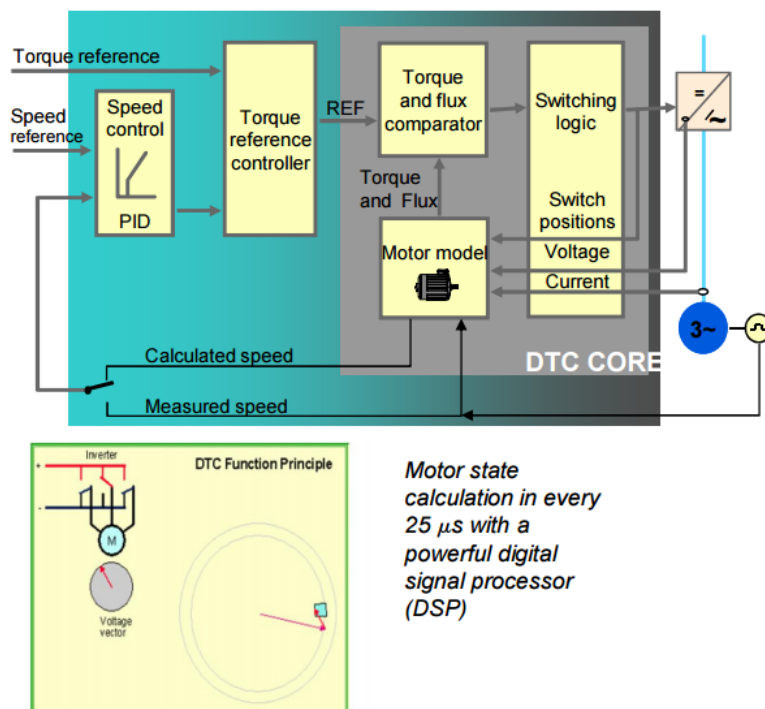 Torque reference
Speed
reference
Speed
control
PID
Torque
reference
controller
REF
Torque
and flux
comparator
Switching
logic
=
/~
Torque
and Flux
Switch
positions
Motor model
Voltage
Current
3~
Calculated speed
DTC CORE
Measured speed
Inverter
DTC Function Principle
+
-
M
Voltage
vector
Motor state
calculation in every
25 μs with a
powerful digital
signal processor
(DSP)